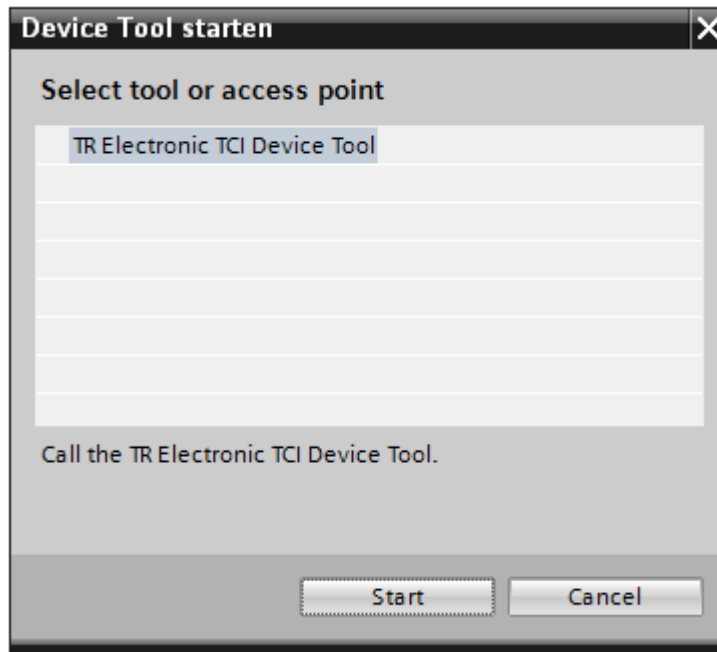 Device Tool starten
Select tool or access point
TR Electronic TCI Device Tool
Call the TR Electronic TCI Device Tool.
Start
Cancel